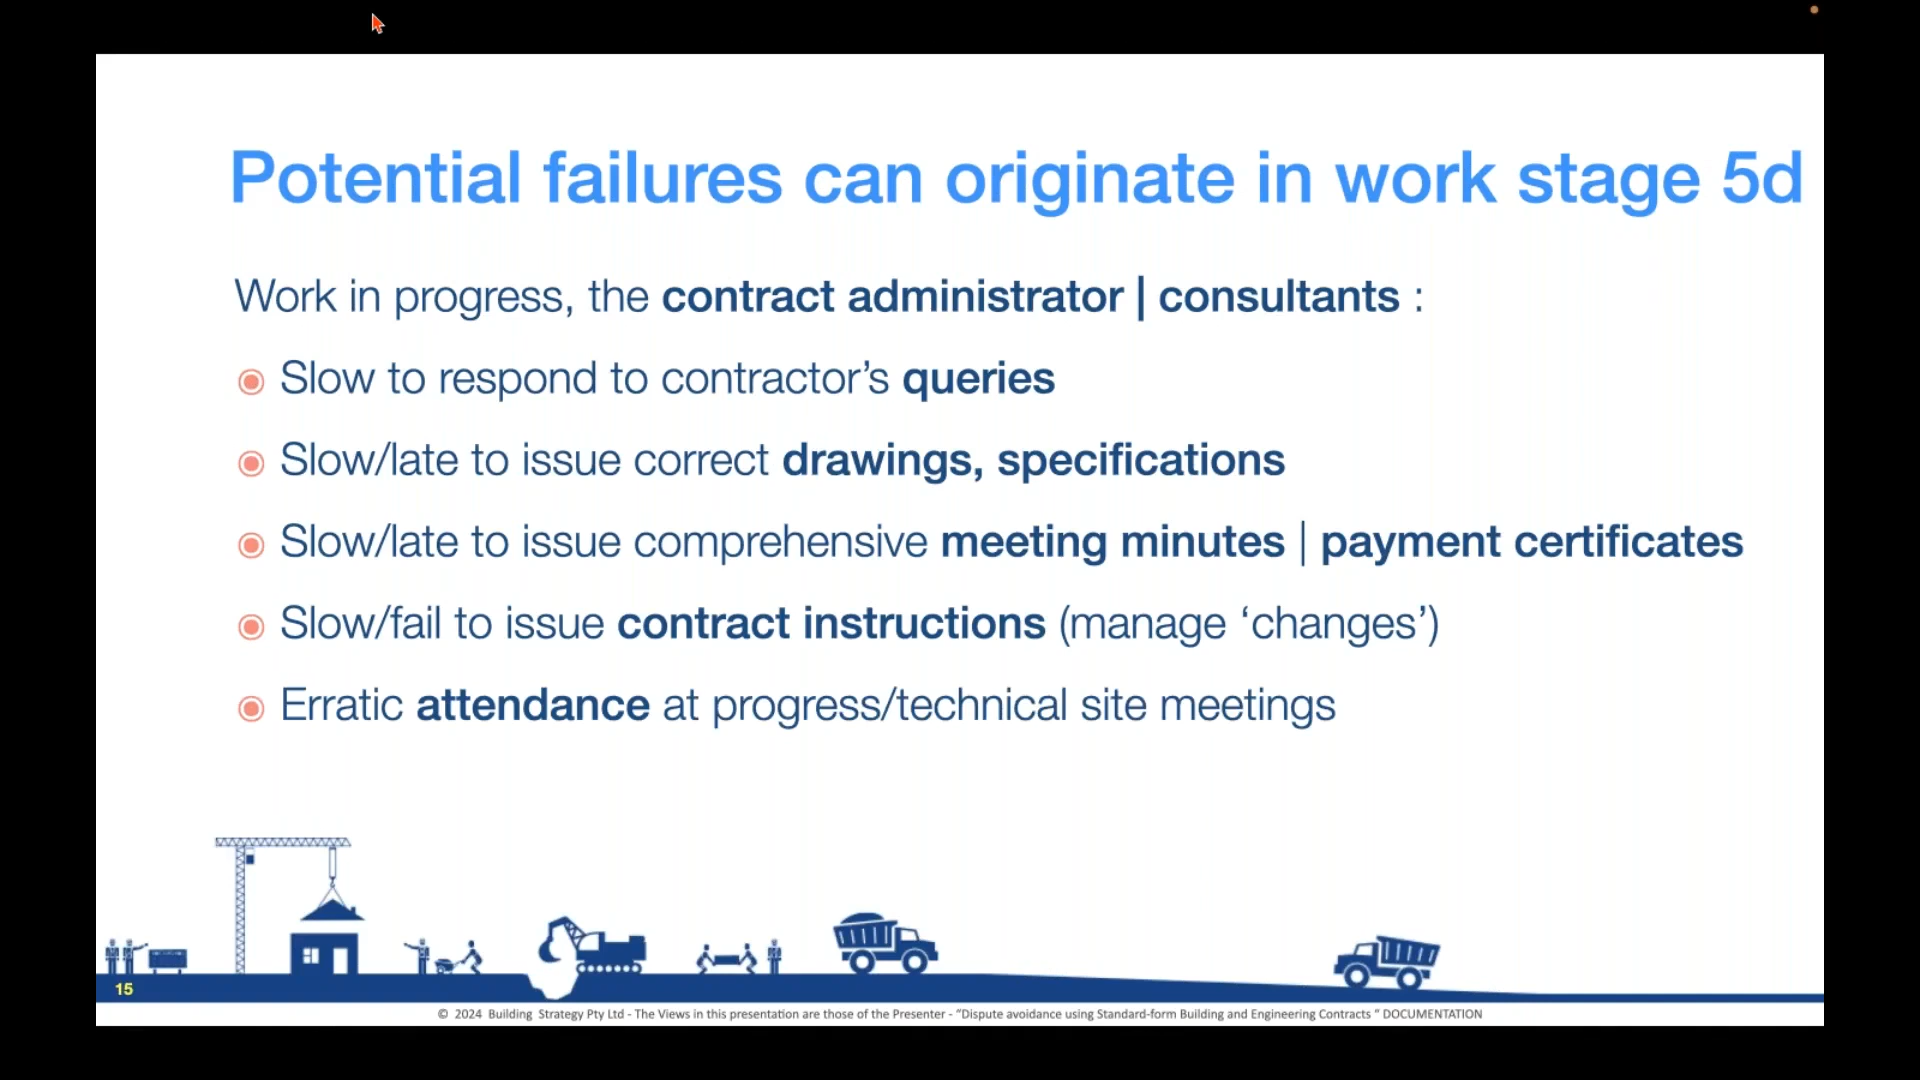 Potential failures can originate in work stage 5d
Work in progress, the contract administrator | consultants :
Slow to respond to contractor’s queries
Slow/late to issue correct drawings, specifications
Slow/late to issue comprehensive meeting minutes | payment certificates
Slow/fail to issue contract instructions (manage ‘changes’)
Erratic attendance at progress/technical site meetings
15
© 2024 Building Strategy Pty Ltd - The Views in this presentation are those of the Presenter - “Dispute avoidance using Standard-form Building and Engineering Contracts “ DOCUMENTATION